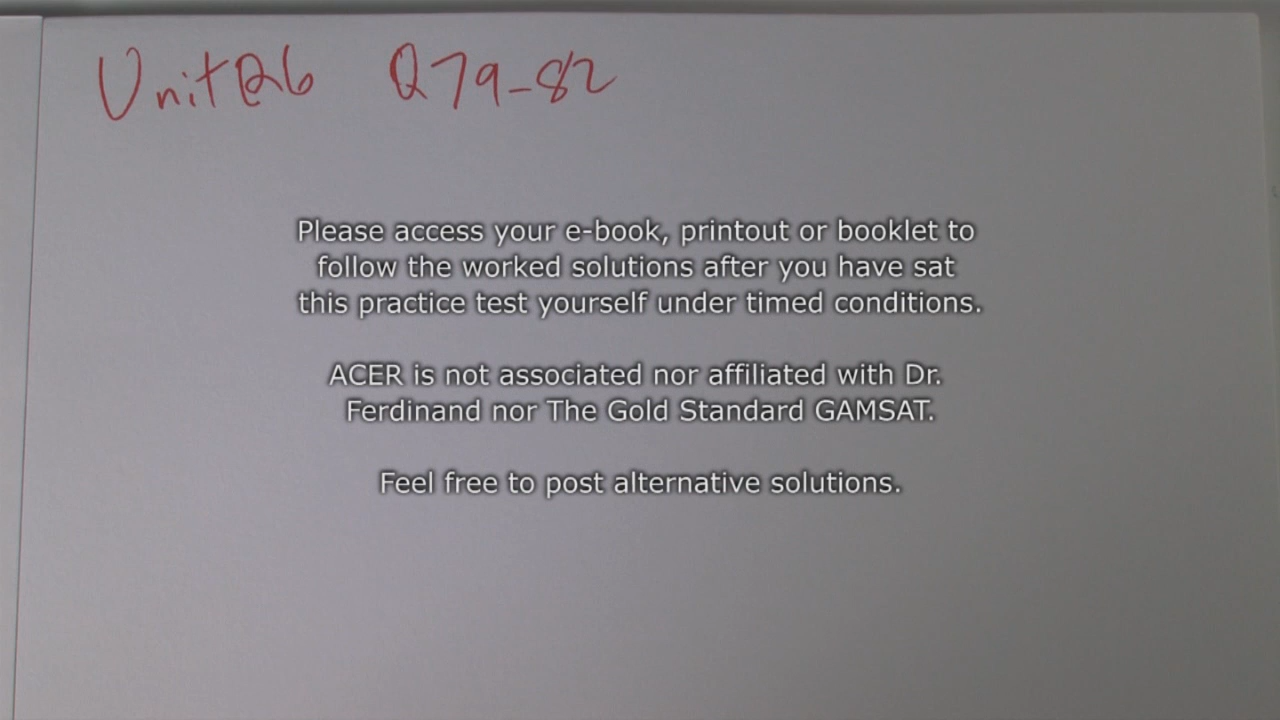 Unit 26 Q79-82
Please access your e-book, printout or booklet to
follow the worked solutions after you have sat
this practice test yourself under timed conditions.
ACER is not associated nor affiliated with Dr.
Ferdinand nor The Gold Standard GAMSAT.
Feel free to post alternative solutions.